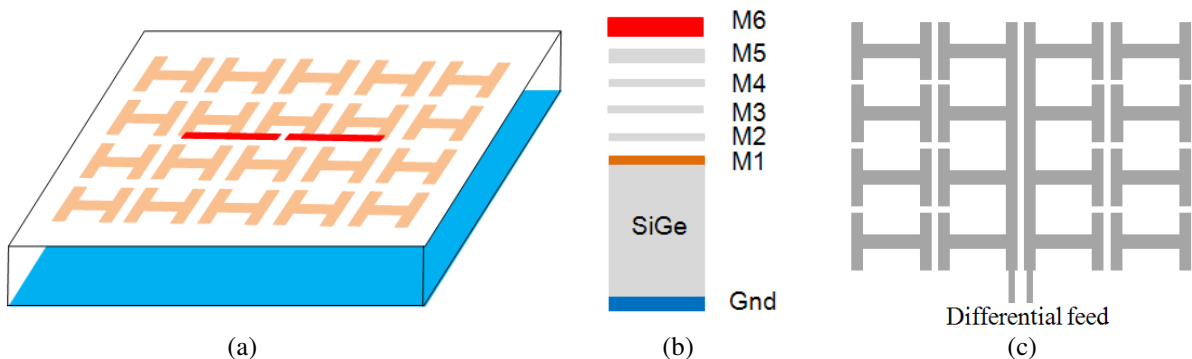 M6
M5
M4
M3
M2
M1
SiGe
Gnd
Differential feed
(a)
(b)
(c)